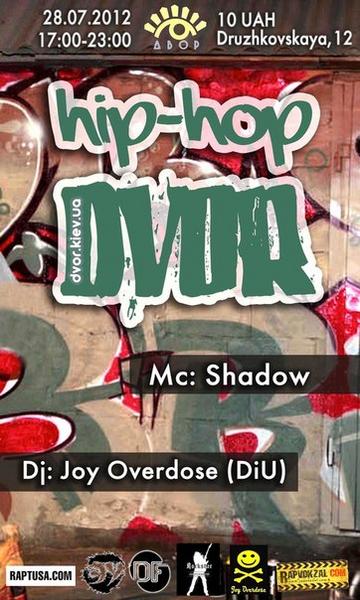 28.07.2012
17:00-23:00
ДВОР
10 UAH
Druzhkovskaya,12
hip-hop
dvor.kiev.ua
DVOR
Mc: Shadow
Dj: Joy Overdose (DiU)
RAPTUSA.COM
DF
Rockstar
Joy Overdose
RAPVOKZAL.COM